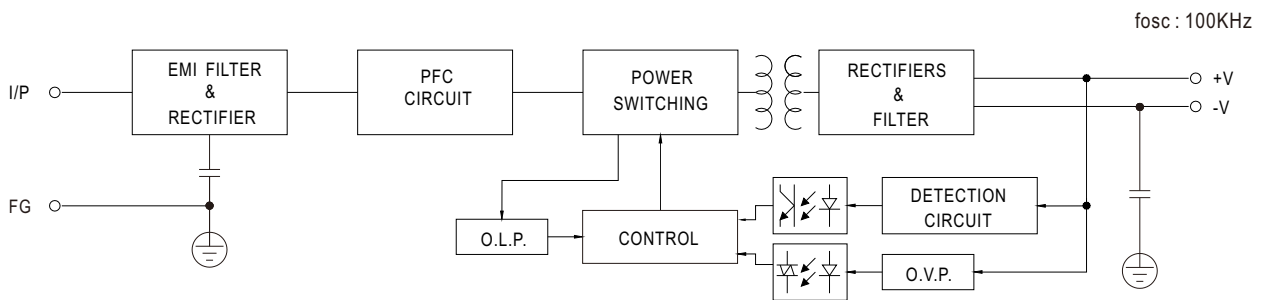 fosc : 100KHz
I/P
EMI FILTER
&
RECTIFIER
PFC
CIRCUIT
POWER
SWITCHING
RECTIFIERS
&
FILTER
+V
-V
FG
O.L.P.
CONTROL
DETECTION
CIRCUIT
O.V.P.